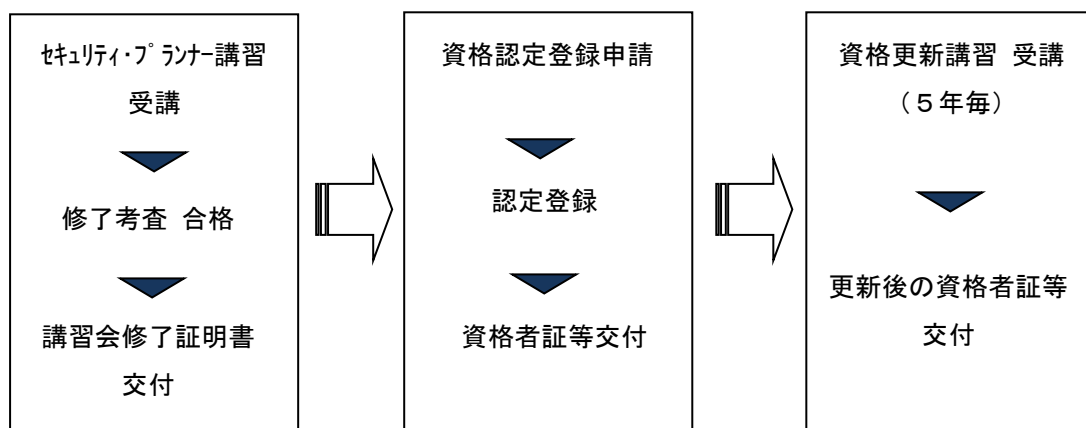 ｾｷｭﾘﾃｨ・ﾌﾟﾗﾝﾅｰ講習
受講
修了考査 合格
講習会修了証明書
交付
資格認定登録申請
認定登録
資格者証等交付
資格更新講習 受講
（５年毎）
更新後の資格者証等
交付